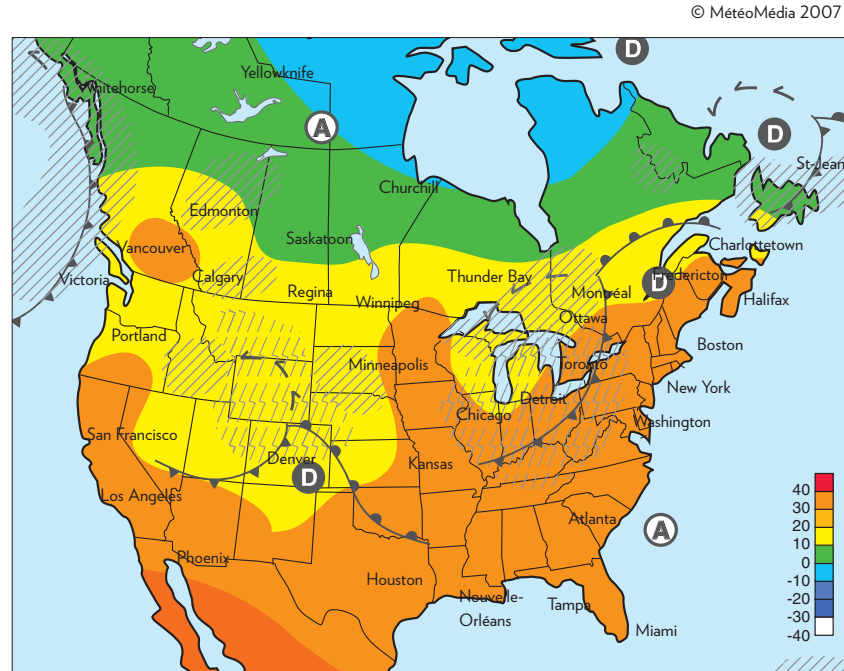 © MétéoMédia 2007
D
Yellowknife
Whitehorse
A
D
St-Jean
Churchill
Edmonton
Saskatoon
Vancouver
Charlottetown
Victoria
Calgary
Thunder Bay
D
Fredericton
Regina
Montréal
Winnipeg
Halifax
Ottawa
Portland
Boston
Minneapolis
Toronto
New York
Detroit
Chicago
Washington
San Francisco
Denver
Kansas
D
Los Angeles
40
30
20
10
0
-10
-20
-30
-40
Atlanta
A
Phoenix
Houston
Nouvelle-
Orléans
Tampa
Miami